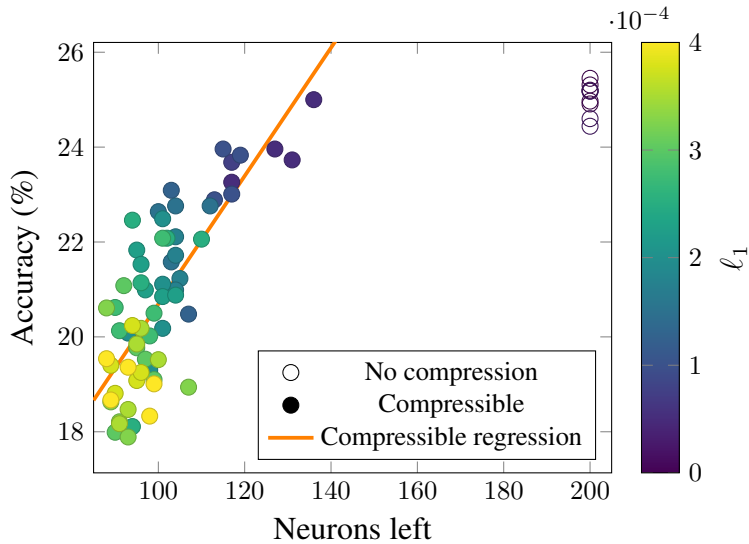 ·10−4
26
24
22
20
18
Accuracy (%)
100
120
140
160
180
200
Neurons left
No compression
Compressible
Compressible regression
4
3
2
1
0
ℓ1